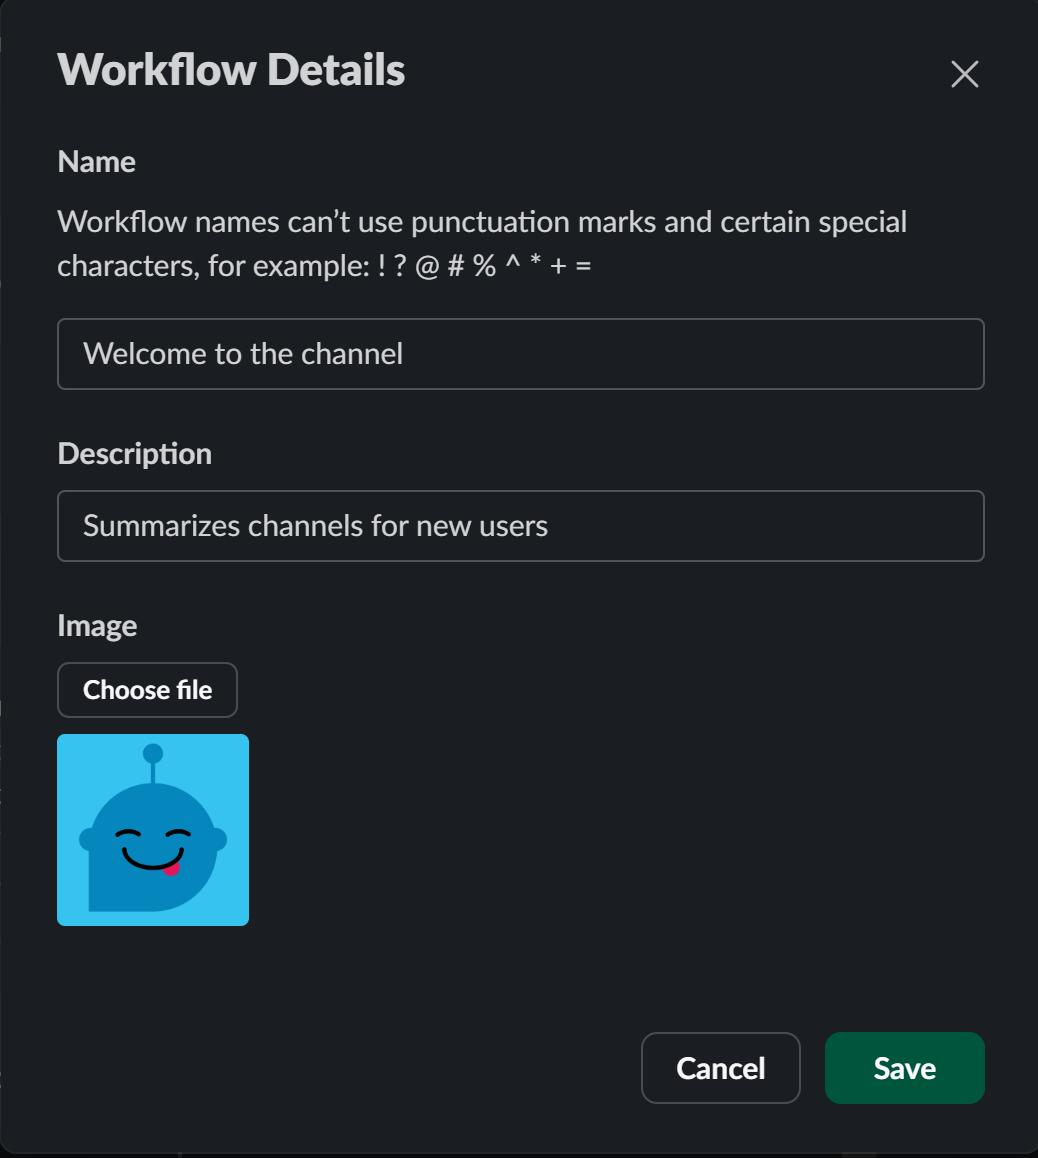 Workflow Details
Name
Workflow names can’t use punctuation marks and certain special
characters, for example: ! ? @ # % ^ * + =
Welcome to the channel
Description
Summarizes channels for new users
Image
Choose file
Cancel
Save